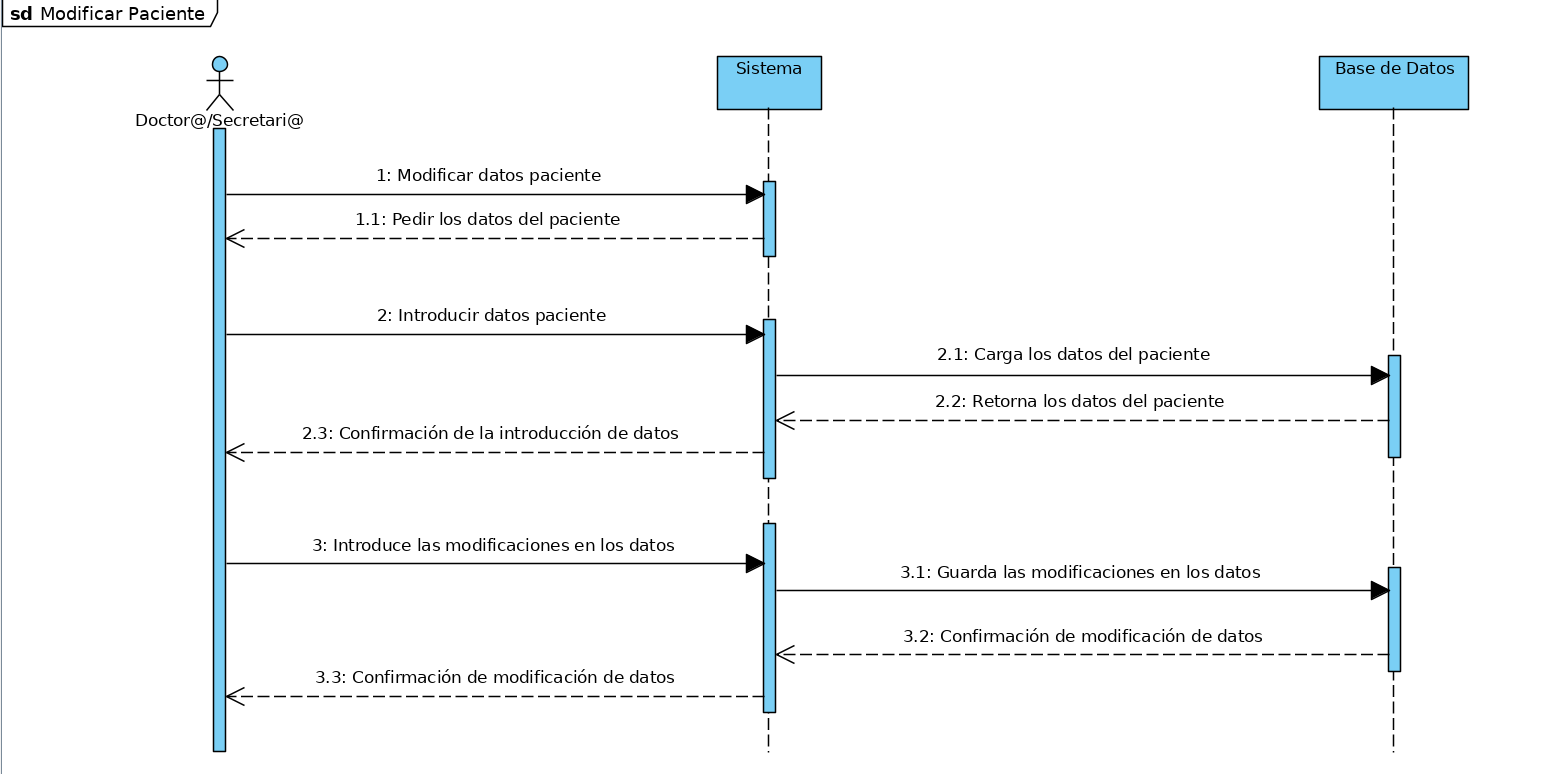 sd Modificar Paciente
Sistema
Base de Datos
Doctor@/Secretari@
1: Modificar datos paciente
1.1: Pedir los datos del paciente
2: Introducir datos paciente
2.1: Carga los datos del paciente
2.2: Retorna los datos del paciente
2.3: Confirmación de la introducción de datos
3: Introduce las modificaciones en los datos
3.1: Guarda las modificaciones en los datos
3.2: Confirmación de modificación de datos
3.3: Confirmación de modificación de datos